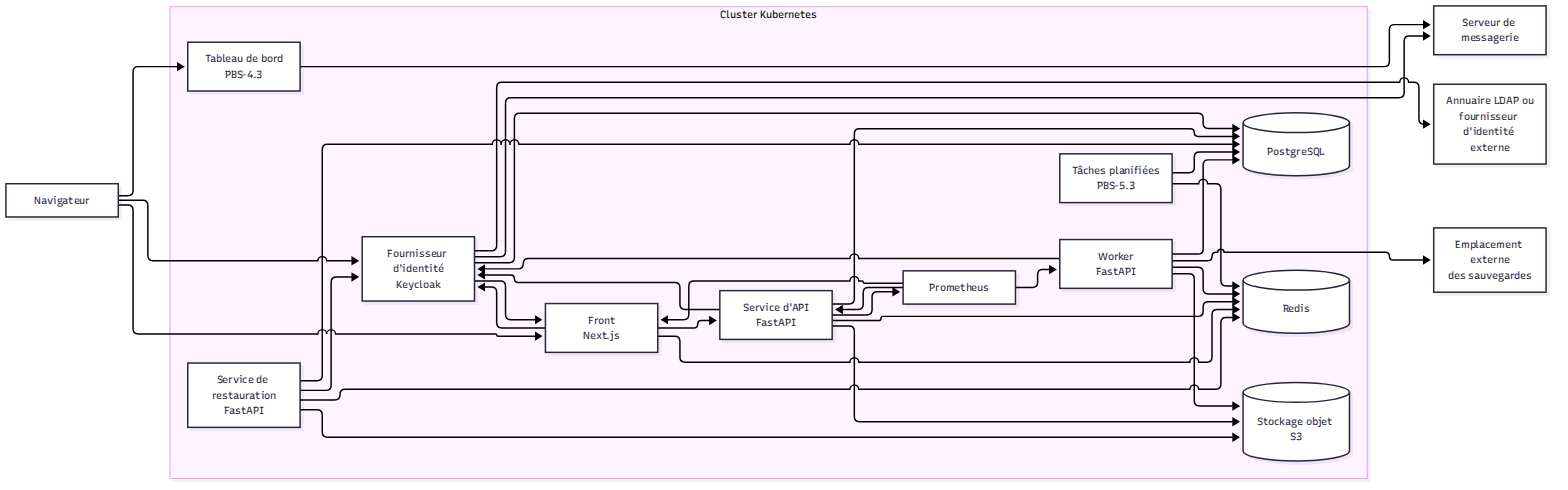 Cluster Kubernetes
Serveur de
messagerie
Tableau de bord
PBS-4.3
Annuaire LDAP ou
fournisseur
d'identité
externe
PostgreSQL
Tâches planifiées
PBS-5.3
Navigateur
Fournisseur
d'identité
Keycloak
Worker
FastAPI
Emplacement
externe
des sauvegardes
Prometheus
Service d'API
FastAPI
Redis
Front
Next.js
Service de
restauration
FastAPI
Stockage objet
S3